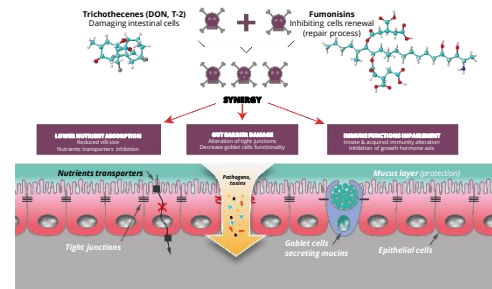 Trichothecenes (DON, T-2)
Damaging intestinal cells
Fumonisins
Inhibiting cells renewal
(repair process)
SYNERGY
LOWER NUTRIENT ABSORPTION
Reduced villi size
Nutrients transporters inhibition
GUT BARRIER DAMAGE
Alteration of tight junctions
Decrease goblet cells functionality
IMMUNE FUNCTIONS IMPAIRMENT
Innate & acquired immunity alteration
Inhibition of growth hormone axis
Nutrients transporters
Pathogens,
toxins
Mucus layer (protection)
Tight junctions
Goblet cells
secreting mucins
Epithelial cells